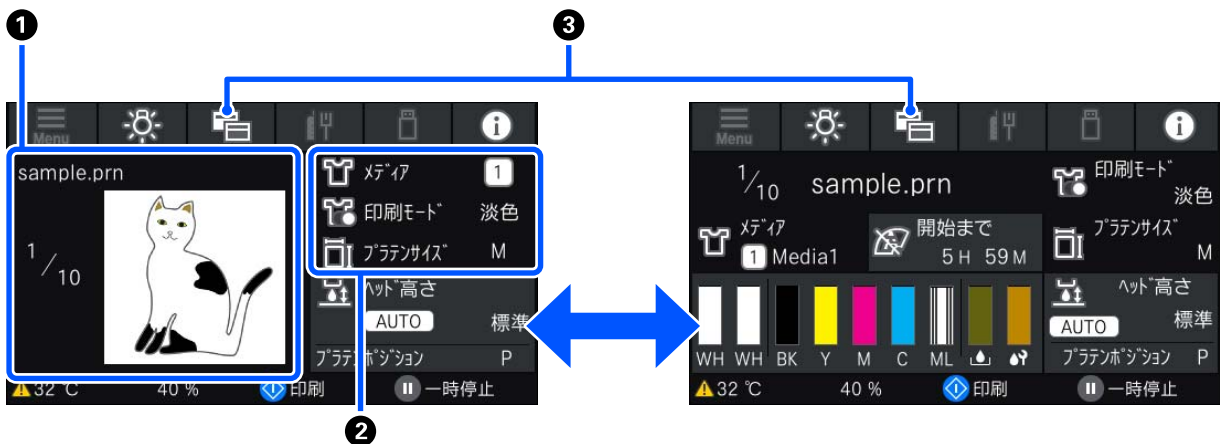 ❶
❸
Menu
sample.prn
1/10
メディア 1
印刷モード 淡色
プラテンサイズ M
ヘッド高さ
AUTO 標準
プラテンポジション P
32 ℃ 40 % 印刷 一時停止
❷
Menu
1/10 sample.prn
印刷モード
淡色
メディア
1 Media1
開始まで
5 H 59 M
プラテンサイズ
M
WH WH BK Y M C ML
ヘッド高さ
AUTO 標準
プラテンポジション P
32 ℃ 40 % 印刷 一時停止